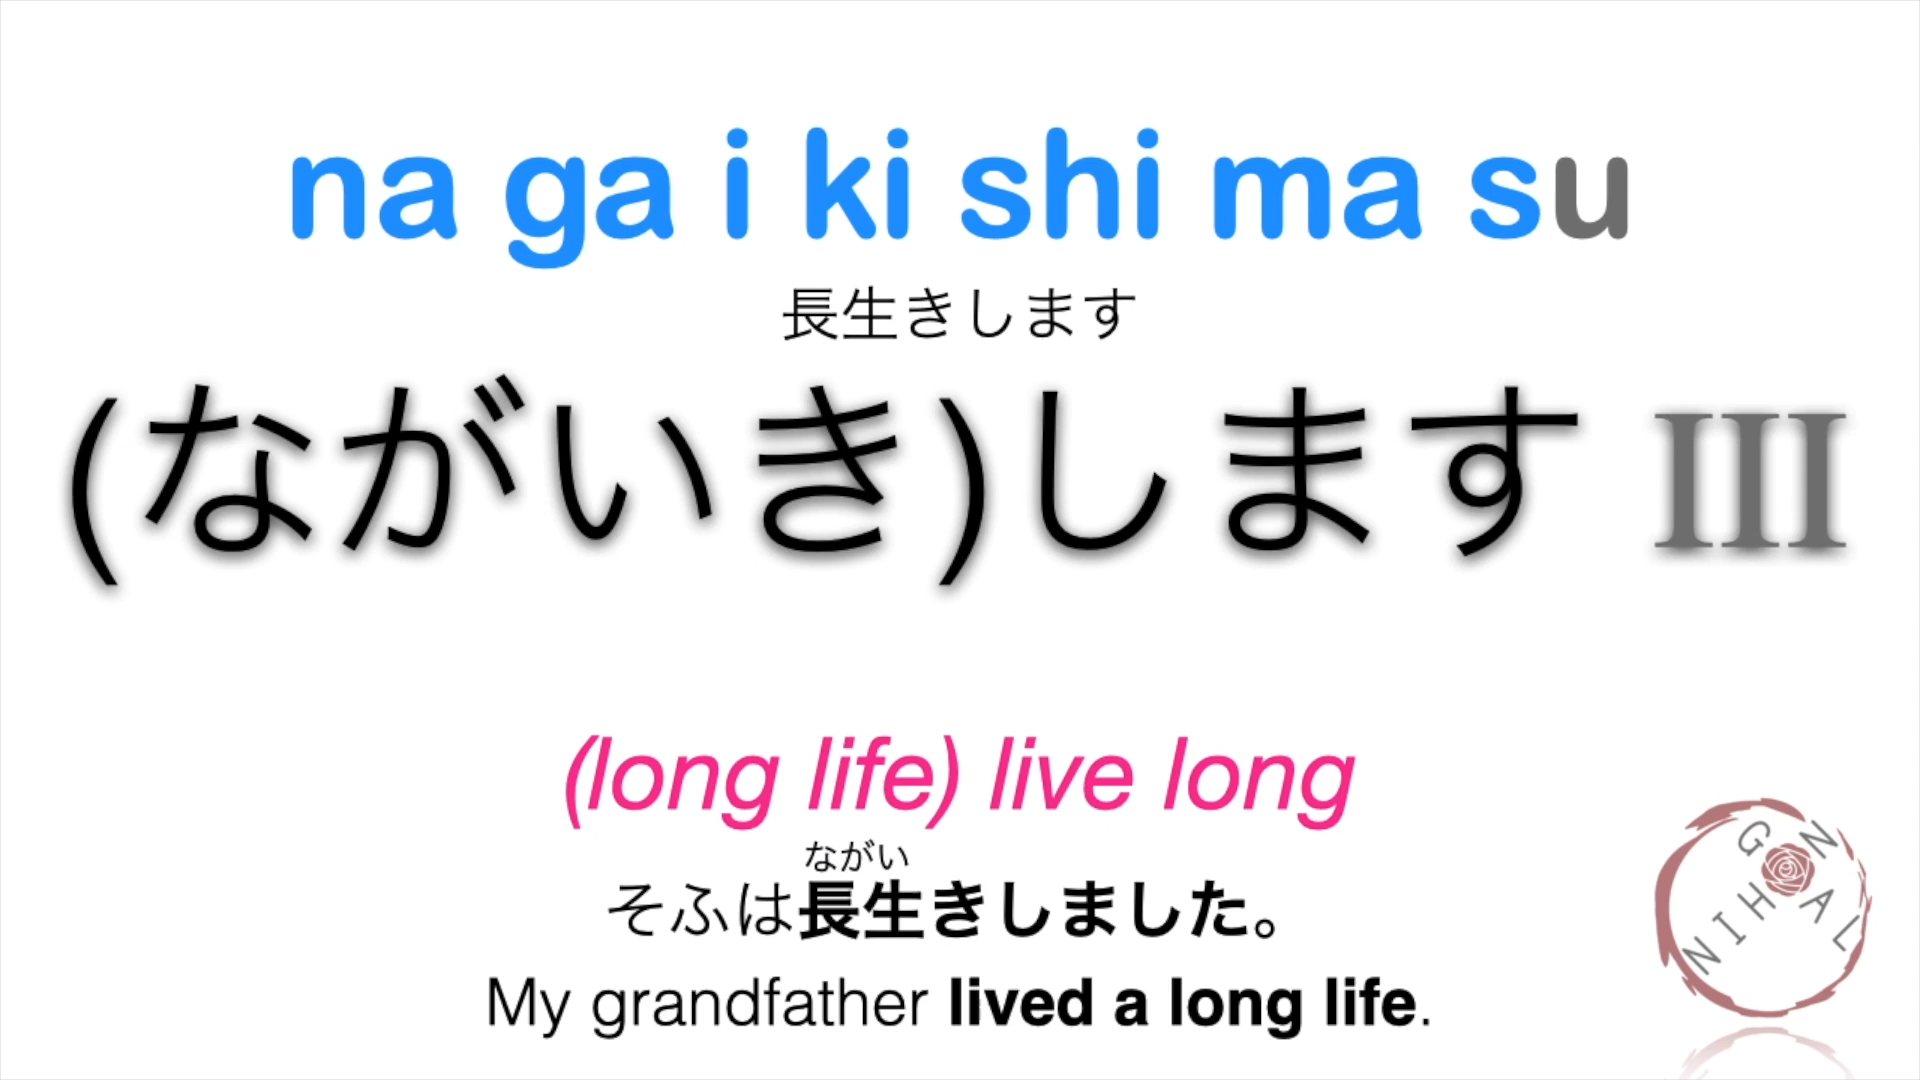 na ga i ki shi ma su
長生きします
(ながいき)します III
(long life) live long
ながい
そふは長生きしました。
My grandfather lived a long life.
NIHON GOAL